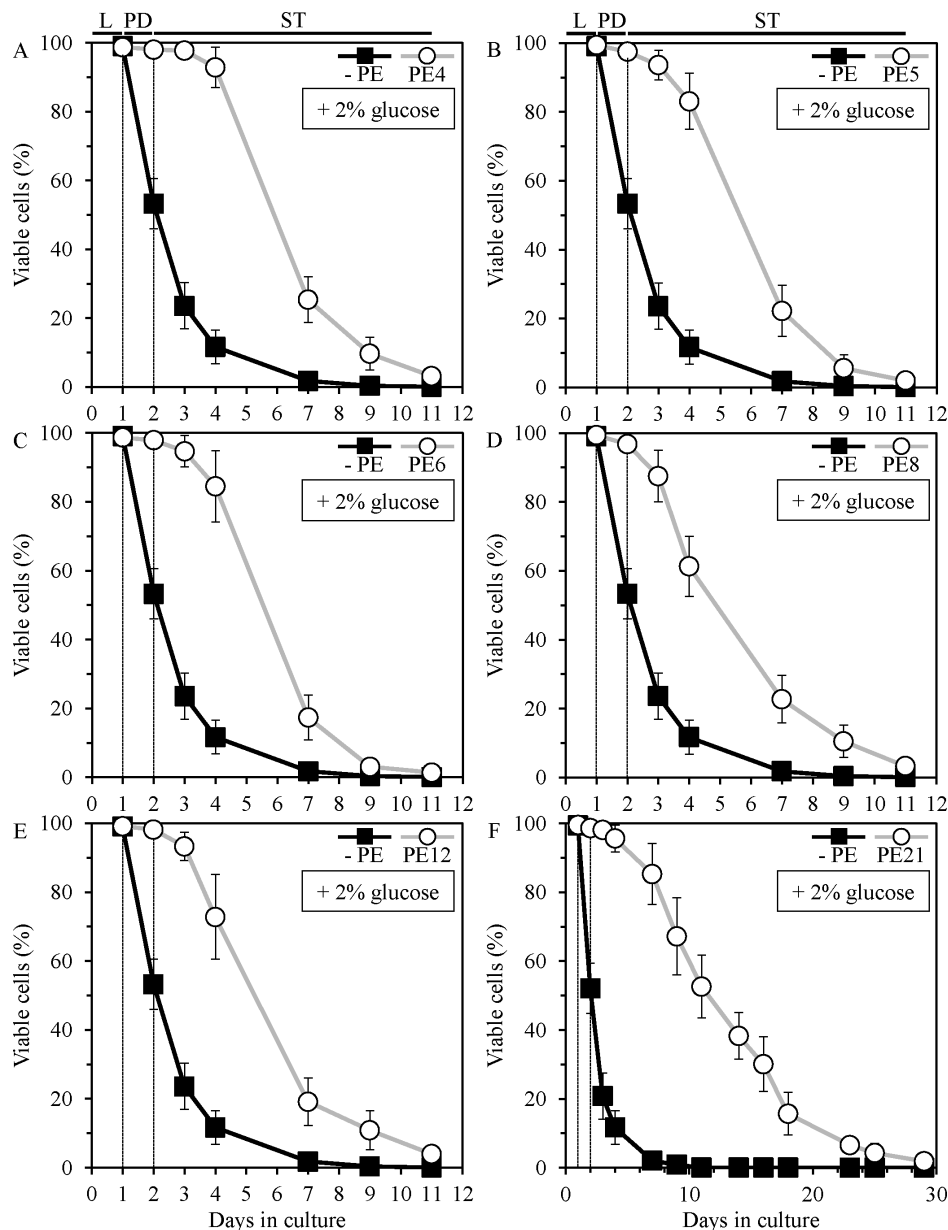 L PD ST L PD ST
A - PE PE4
+ 2% glucose
Viable cells (%)
100
80
60
40
20
0
0 1 2 3 4 5 6 7 8 9 10 11 12
B - PE PE5
+ 2% glucose
Viable cells (%)
100
80
60
40
20
0
0 1 2 3 4 5 6 7 8 9 10 11 12
C - PE PE6
+ 2% glucose
Viable cells (%)
100
80
60
40
20
0
0 1 2 3 4 5 6 7 8 9 10 11 12
D - PE PE8
+ 2% glucose
Viable cells (%)
100
80
60
40
20
0
0 1 2 3 4 5 6 7 8 9 10 11 12
E - PE PE12
+ 2% glucose
Viable cells (%)
100
80
60
40
20
0
0 1 2 3 4 5 6 7 8 9 10 11 12
Days in culture
F - PE PE21
+ 2% glucose
Viable cells (%)
100
80
60
40
20
0
0 10 20 30
Days in culture